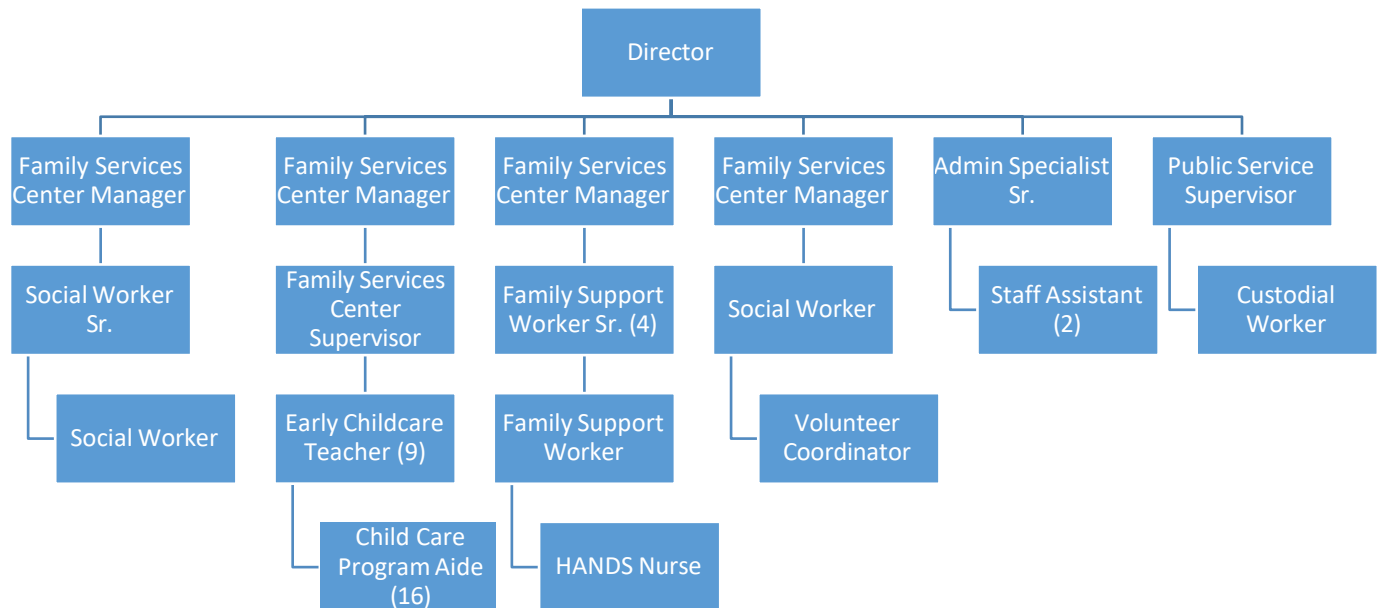 Director
Family Services
Center Manager
Family Services
Center Manager
Family Services
Center Manager
Family Services
Center Manager
Admin Specialist
Sr.
Public Service
Supervisor
Social Worker
Sr.
Family Services
Center
Supervisor
Family Support
Worker Sr. (4)
Social Worker
Staff Assistant
(2)
Custodial
Worker
Social Worker
Early Childcare
Teacher (9)
Family Support
Worker
Volunteer
Coordinator
Child Care
Program Aide
(16)
HANDS Nurse